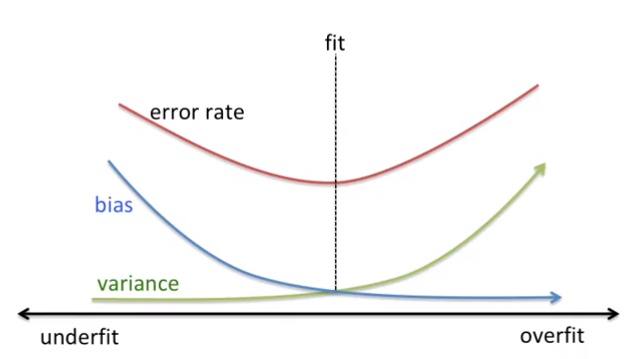 fit
error rate
bias
variance
underfit
overfit